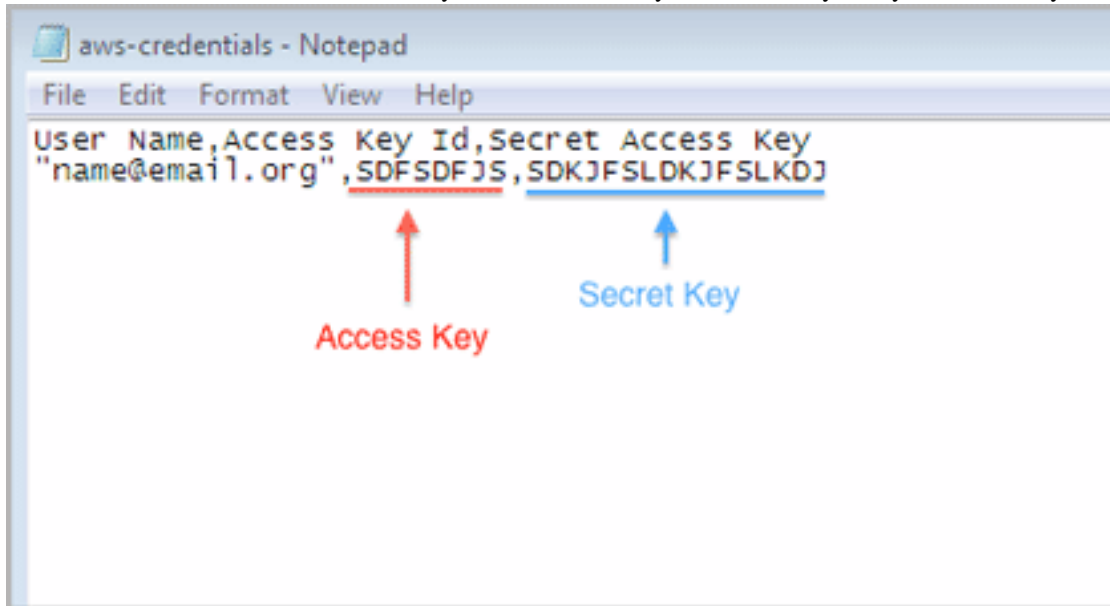 aws-credentials - Notepad
File Edit Format View Help
User Name,Access Key Id,Secret Access Key
"name@email.org",SDFSDFJS,SDKJFSLDKJFSLKDJ
Secret Key
Access Key